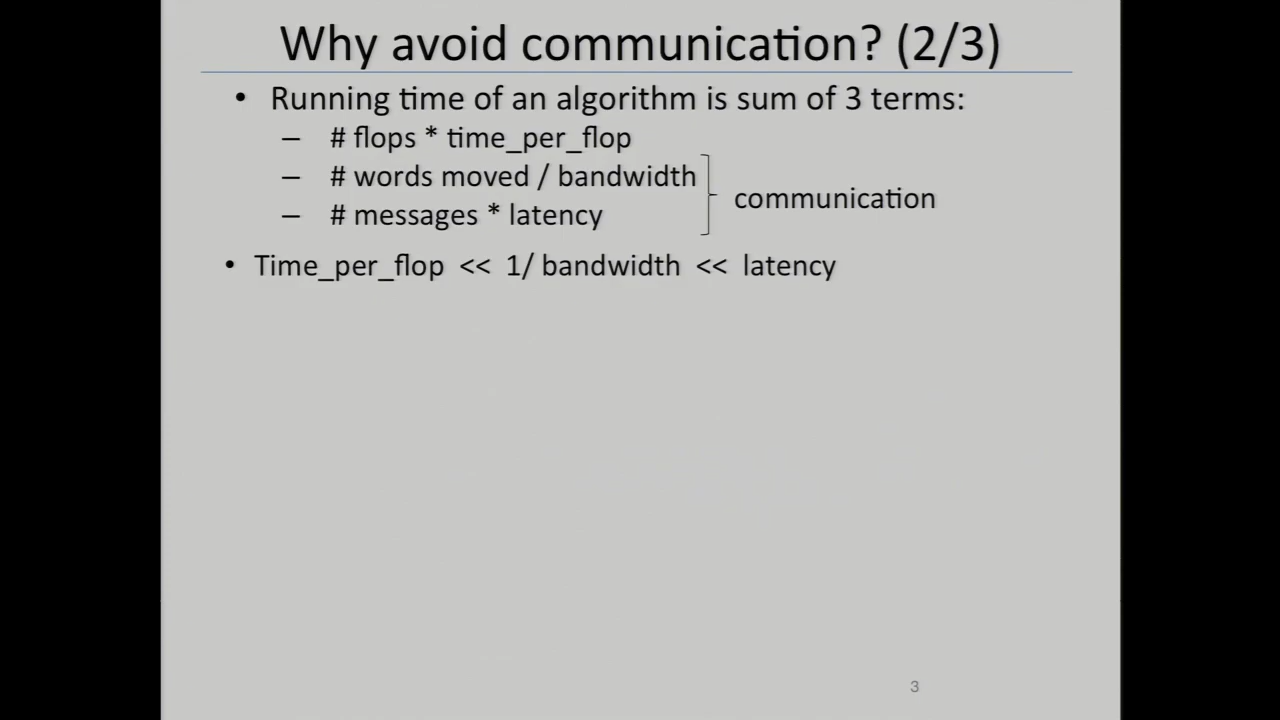 Why avoid communication? (2/3)
• Running time of an algorithm is sum of 3 terms:
– # flops * time_per_flop
– # words moved / bandwidth
communication
– # messages * latency
• Time_per_flop << 1/ bandwidth << latency
3